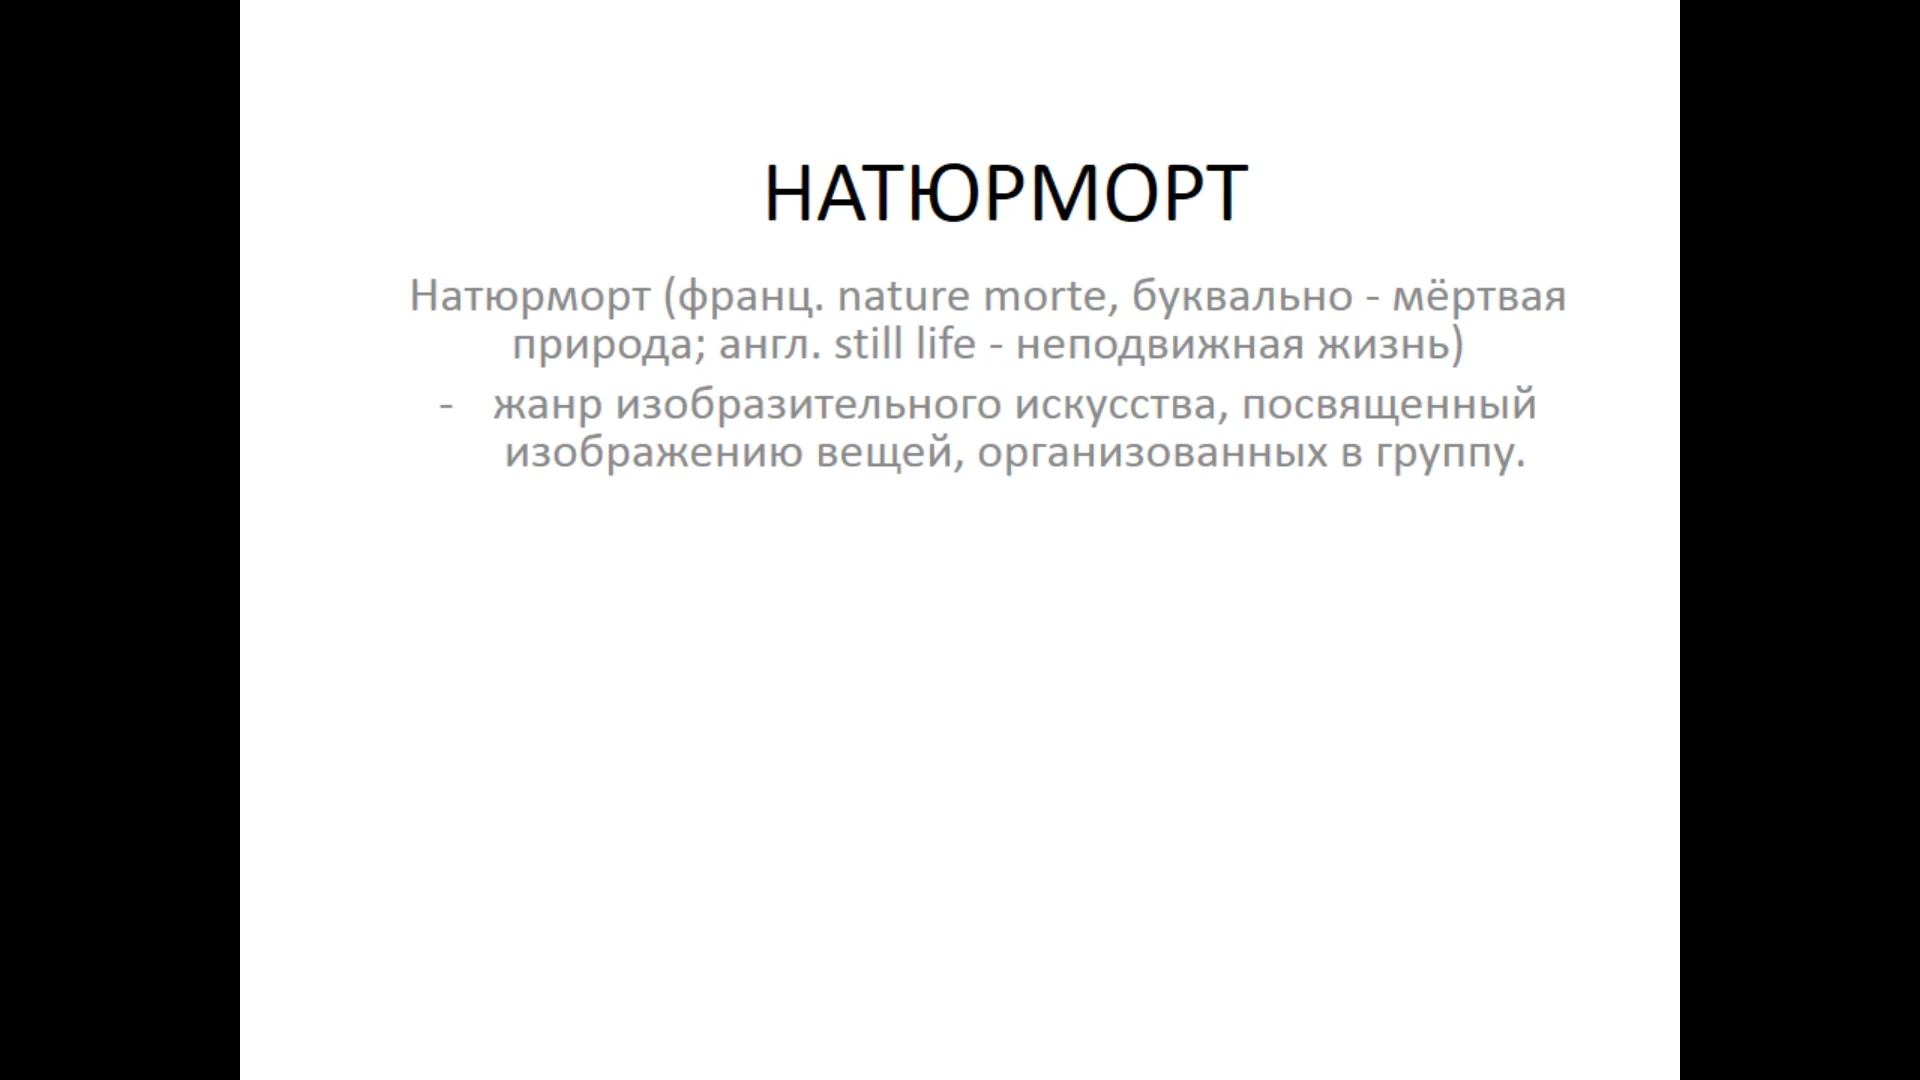 НАТЮРМОРТ
Натюрморт (франц. nature morte, буквально - мёртвая
природа; англ. still life - неподвижная жизнь)
- жанр изобразительного искусства, посвященный
изображению вещей, организованных в группу.